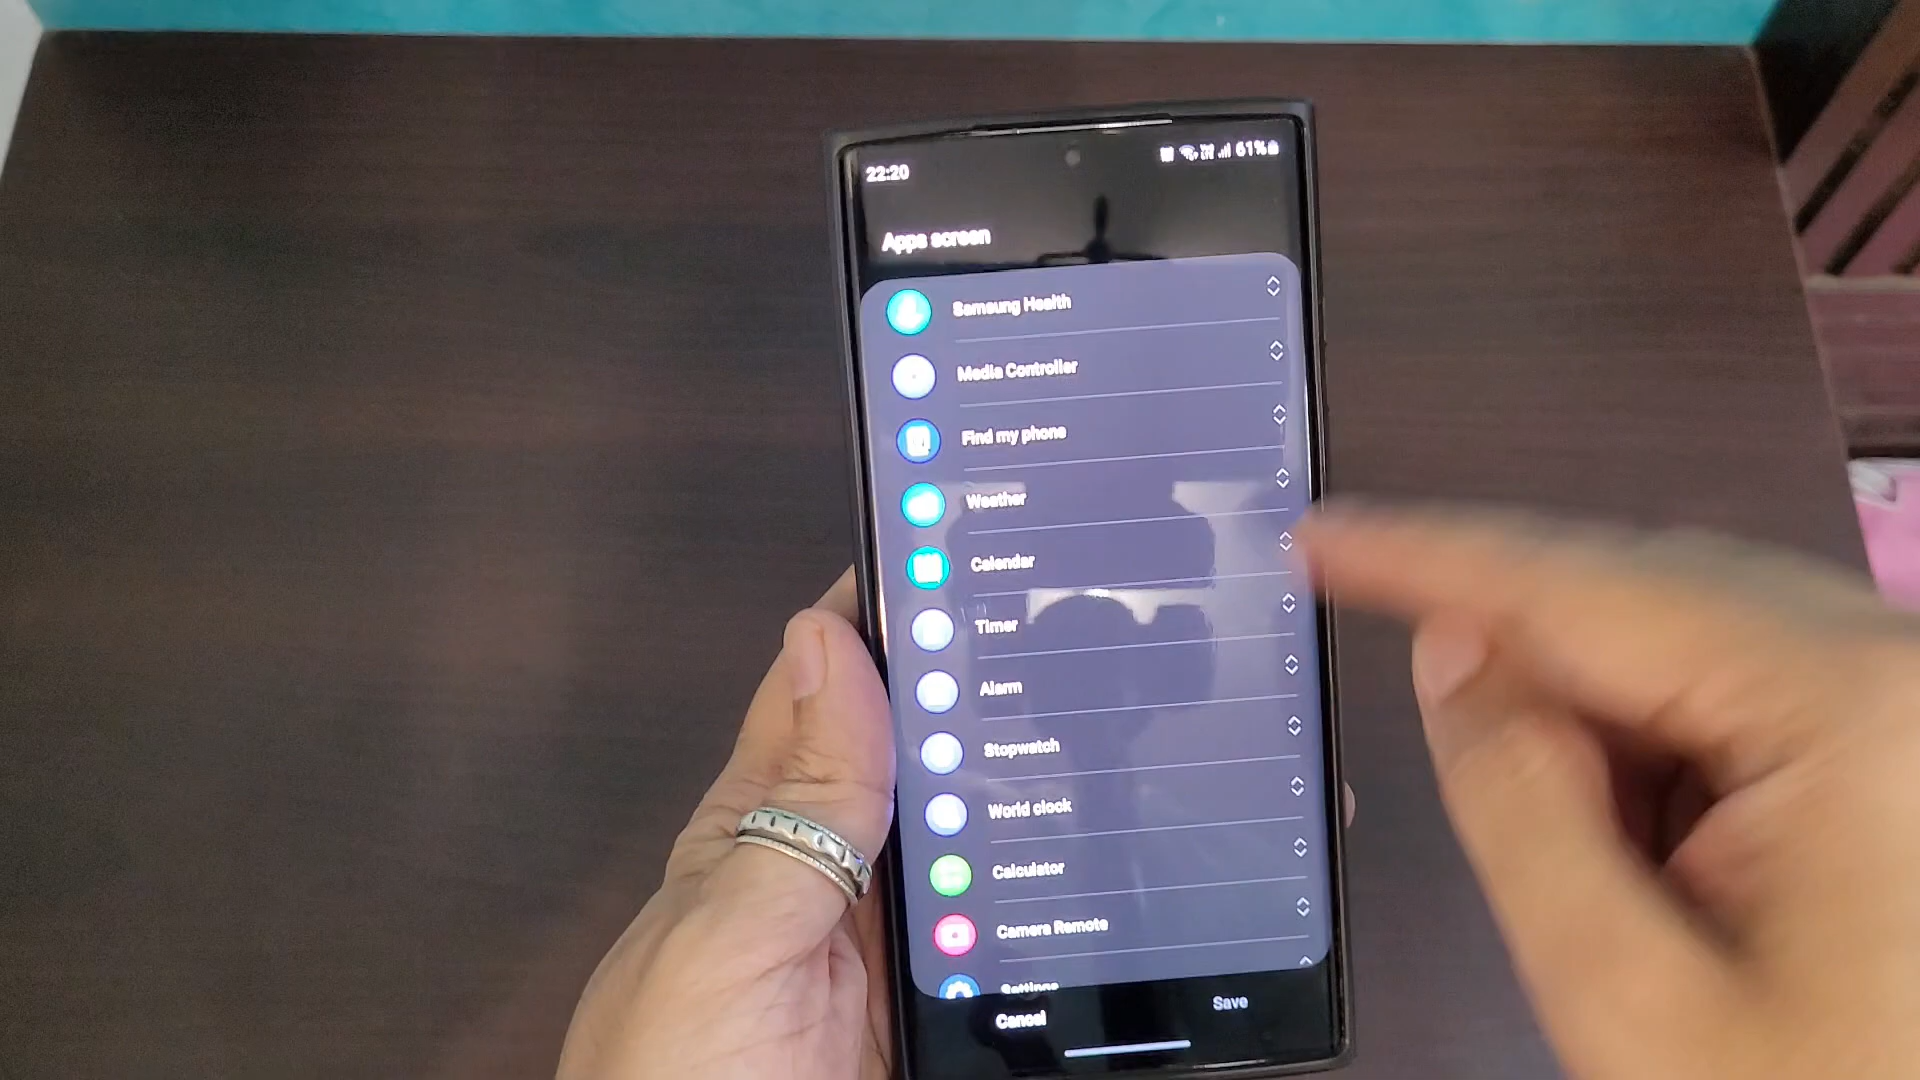 22:20
61%
Apps screen
Samsung Health
Media Controller
Find my phone
Weather
Calendar
Timer
Alarm
Stopwatch
World clock
Calculator
Camera Remote
Settings
Cancel
Save